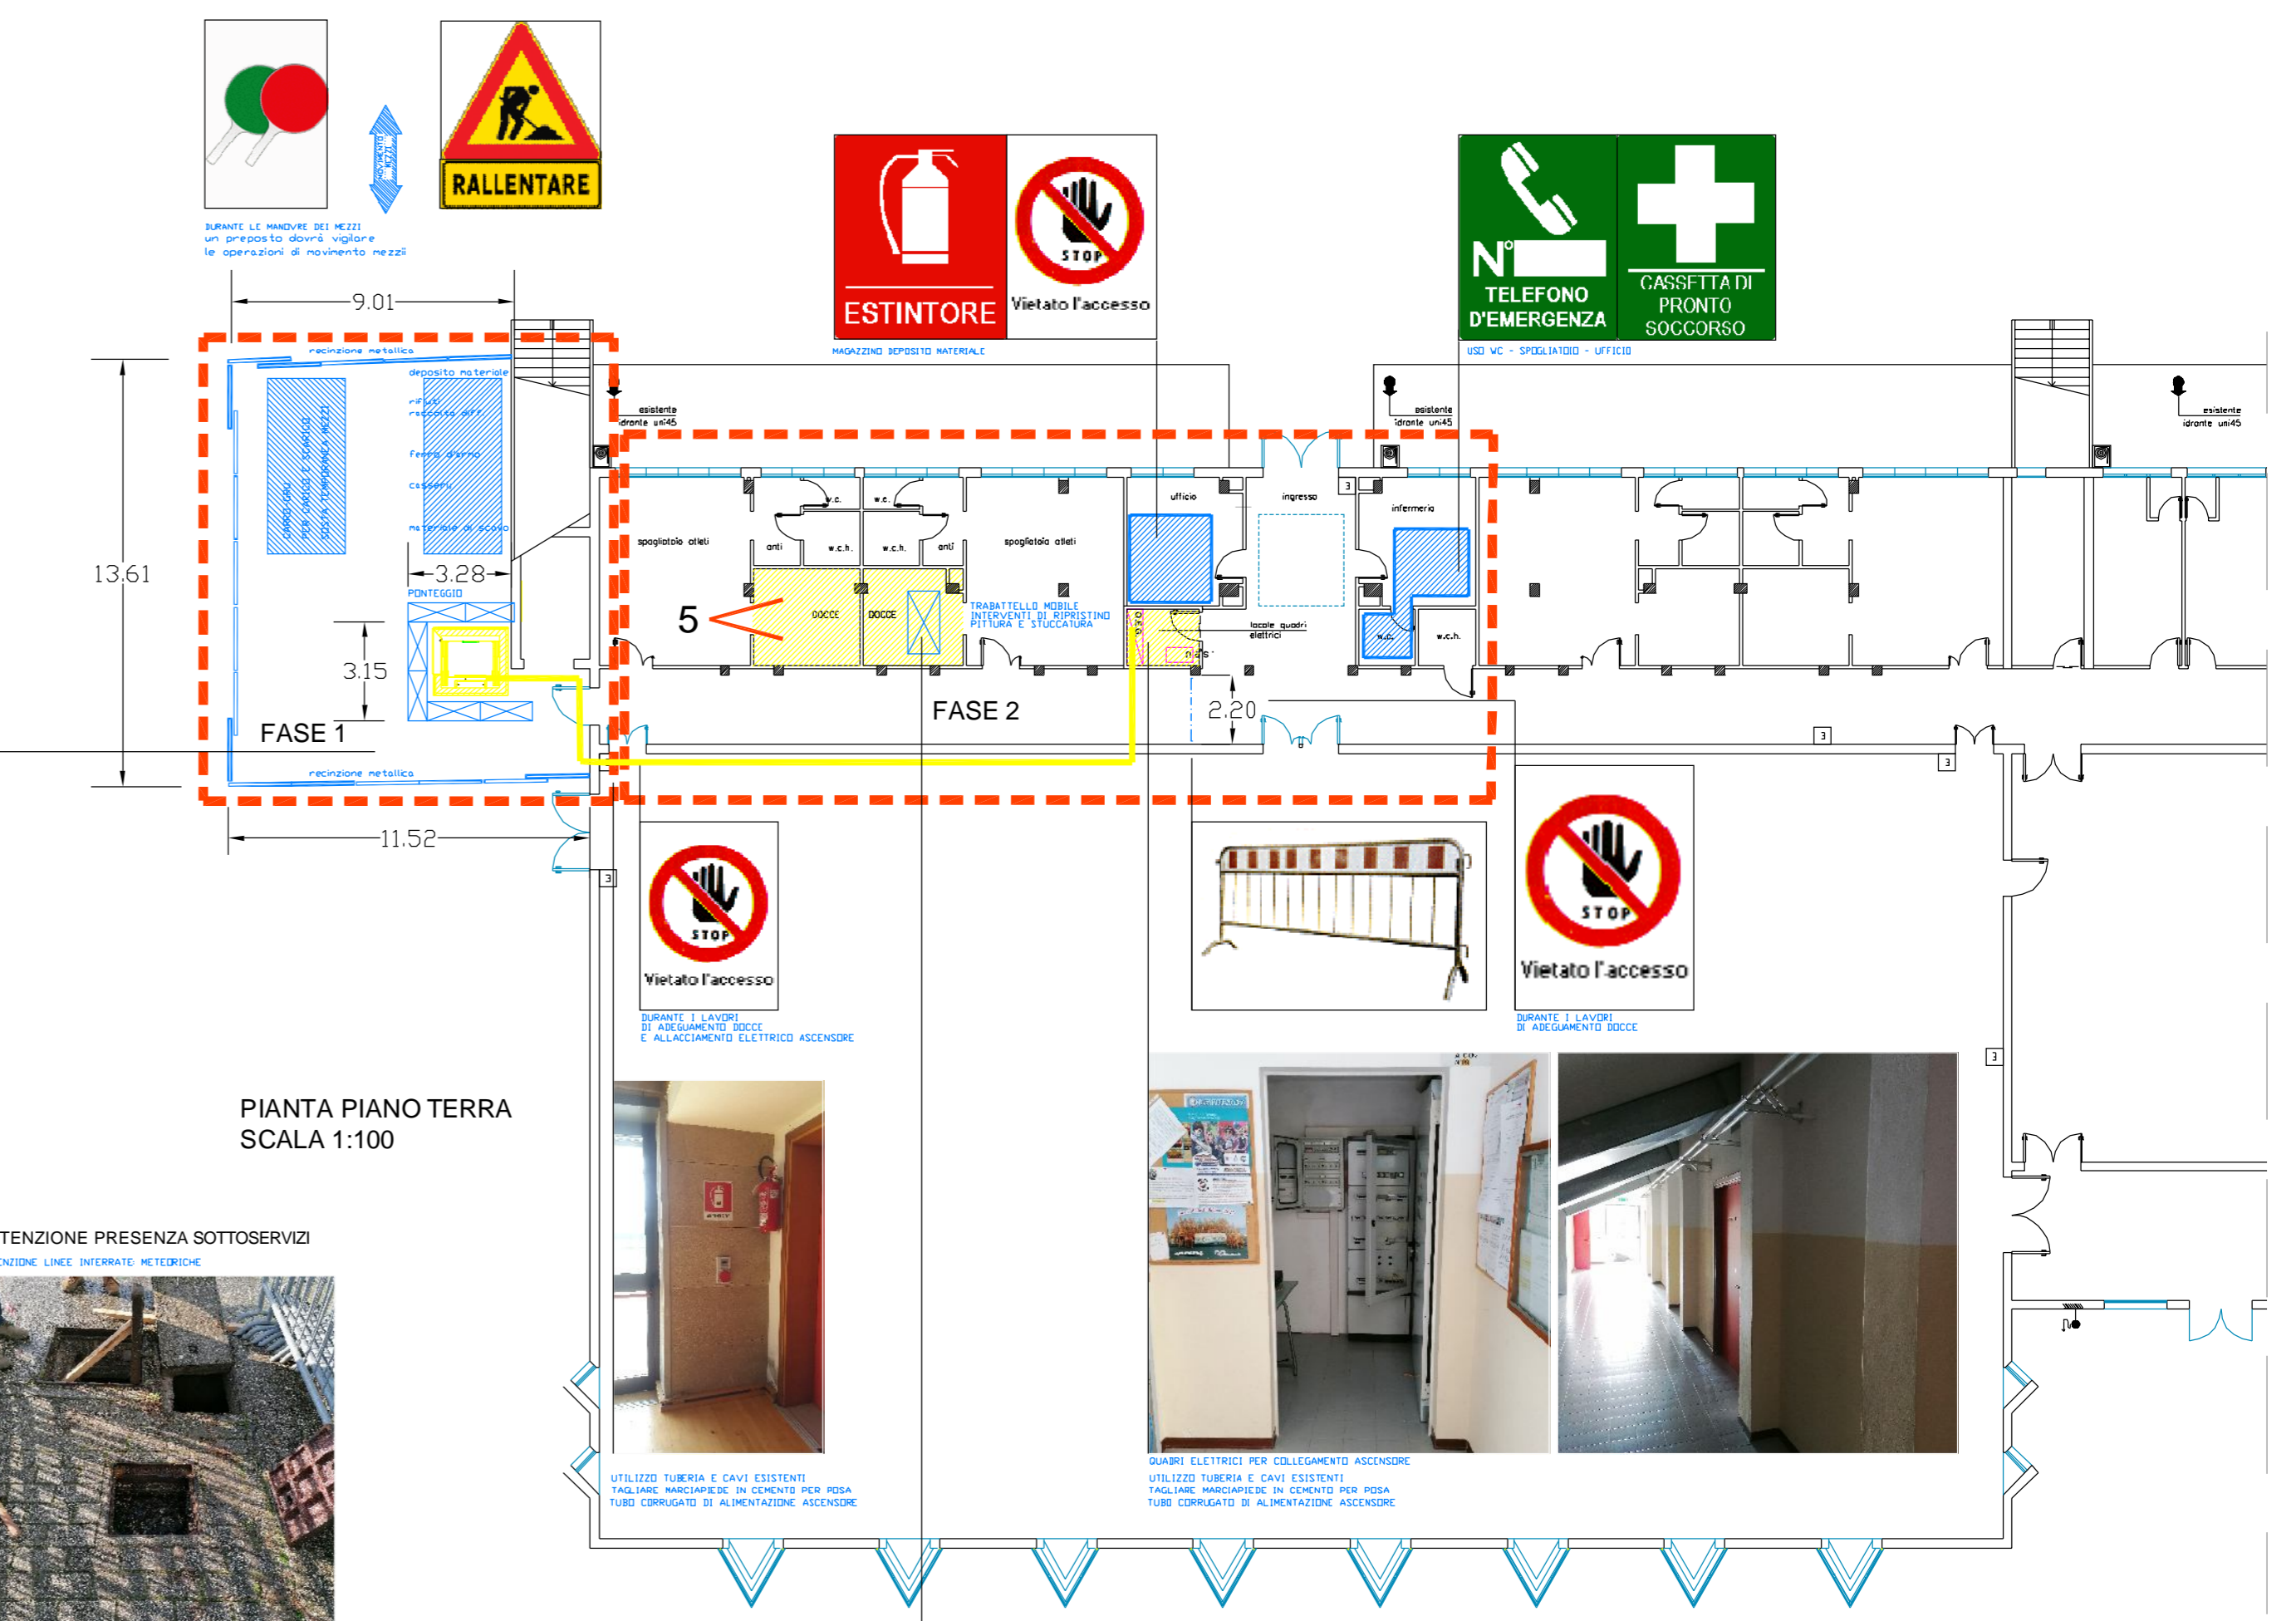 RALLENTARE
MOVIMENTO
MEZZI
DURANTE LE MANOVRE DEI MEZZI
un preposto dovrà vigilare
le operazioni di movimento mezzii
ESTINTORE
STOP
Vietato l'accesso
MAGAZZINO DEPOSITO MATERIALE
N°
TELEFONO
D'EMERGENZA
CASSETTA DI
PRONTO
SOCCORSO
USO WC - SPOGLIATOIO - UFFICIO
9.01
recinzione metallica
deposito materiale
rifiuti
raccolta diff.
ferro d'armo
casseri
materiale di scavo
CARICO GRU
PER CARICO E SCARICO
SOSTA TEMPORANEA MEZZI
13.61
3.28
PONTEGGIO
3.15
FASE 1
recinzione metallica
11.52
esistente
idrante uni45
esistente
idrante uni45
esistente
idrante uni45
spogliatoio atleti
w.c.
w.c.
anti
w.c.h.
w.c.h.
anti
spogliatoio atleti
ufficio
ingresso
3
infermeria
5
DOCCE
DOCCE
TRABATTELLO MOBILE
INTERVENTI DI RIPRISTINO
PITTURA E STUCCATURA
Q.E.G.
locale quadri
elettrici
w.c.
w.c.h.
FASE 2
2.20
3
3
3
3
STOP
Vietato l'accesso
DURANTE I LAVORI
DI ADEGUAMENTO DOCCE
E ALLACCIAMENTO ELETTRICO ASCENSORE
STOP
Vietato l'accesso
DURANTE I LAVORI
DI ADEGUAMENTO DOCCE
PIANTA PIANO TERRA
SCALA 1:100
TENZIONE PRESENZA SOTTOSERVIZI
ENZIONE LINEE INTERRATE: METEORICHE
UTILIZZO TUBERIA E CAVI ESISTENTI
TAGLIARE MARCIAPIEDE IN CEMENTO PER POSA
TUBO CORRUGATO DI ALIMENTAZIONE ASCENSORE
QUADRI ELETTRICI PER COLLEGAMENTO ASCENSORE
UTILIZZO TUBERIA E CAVI ESISTENTI
TAGLIARE MARCIAPIEDE IN CEMENTO PER POSA
TUBO CORRUGATO DI ALIMENTAZIONE ASCENSORE